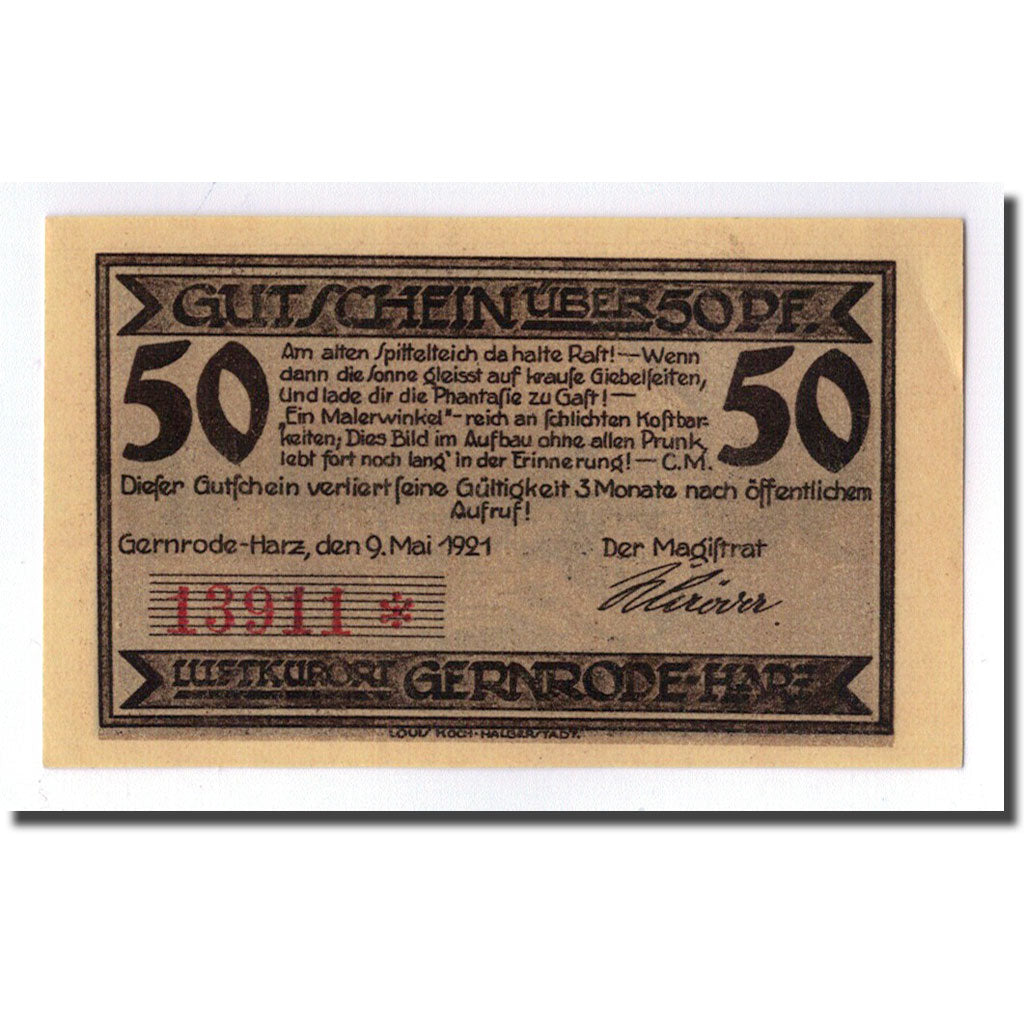 GUTSCHEIN ÜBER 50 PF.
50
50
Am alten ſpittelteich da halte Raſt! — Wenn
dann die ſonne gleisst auf krauſe Giebelſeiten,
Und lade dir die Phantaſie zu Gaſt! —
„Ein Malerwinkel" – reich an ſchlichten Koſtbar-
keiten; Dies Bild im Aufbau ohne allen Prunk,
lebt fort noch lang' in der Erinnerung! — C.M.
Dieſer Gutſchein verliert ſeine Gültigkeit 3 Monate nach öffentlichem
Aufruf!
Gernrode-Harz, den 9. Mai 1921
Der Magiſtrat
13911 *
LUFTKURORT GERNRODE-HARZ
LOUIS KOCH · HALBERSTADT.